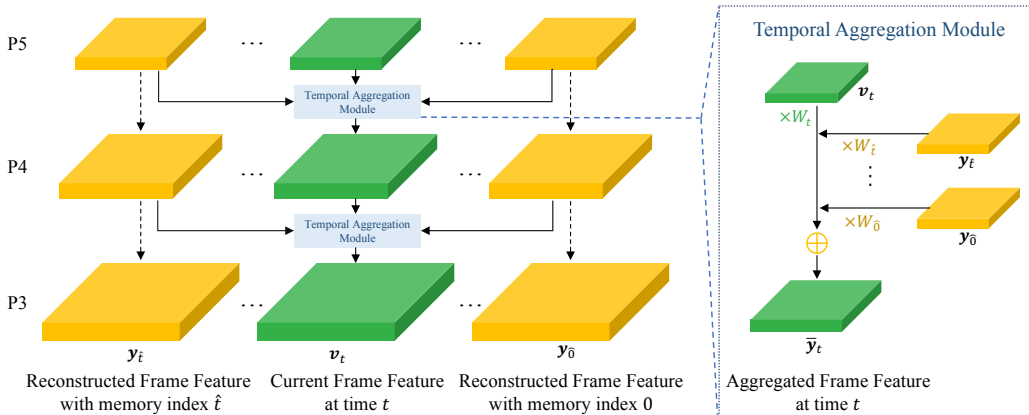 P5
...
...
Temporal Aggregation
Module
P4
...
...
Temporal Aggregation
Module
P3
...
...
𝒚_t̂
𝒗_t
𝒚_0̂
Reconstructed Frame Feature
with memory index t̂
Current Frame Feature
at time t
Reconstructed Frame Feature
with memory index 0
Temporal Aggregation Module
𝒗_t
×W_t
×W_t̂
𝒚_t̂
⋮
×W_0̂
𝒚_0̂
⊕
ȳ_t
Aggregated Frame Feature
at time t